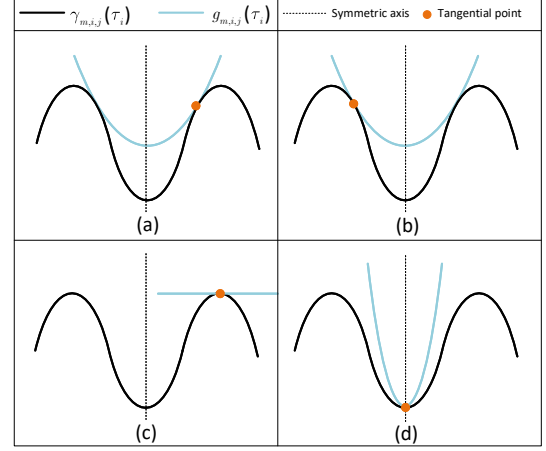 γ_{m,i,j}(τ_i) g_{m,i,j}(τ_i) Symmetric axis Tangential point
(a) (b)
(c) (d)